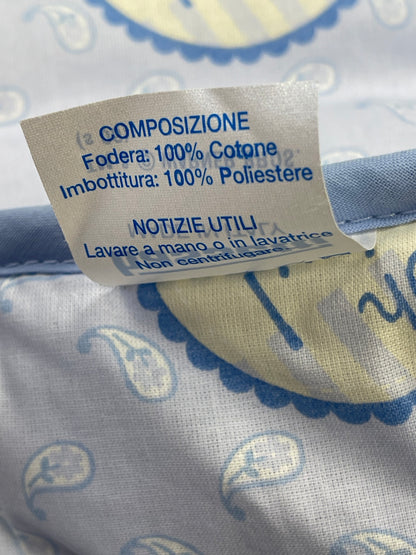 COMPOSIZIONE
Fodera: 100% Cotone
Imbottitura: 100% Poliestere
NOTIZIE UTILI
Lavare a mano o in lavatrice
Non centrifugare